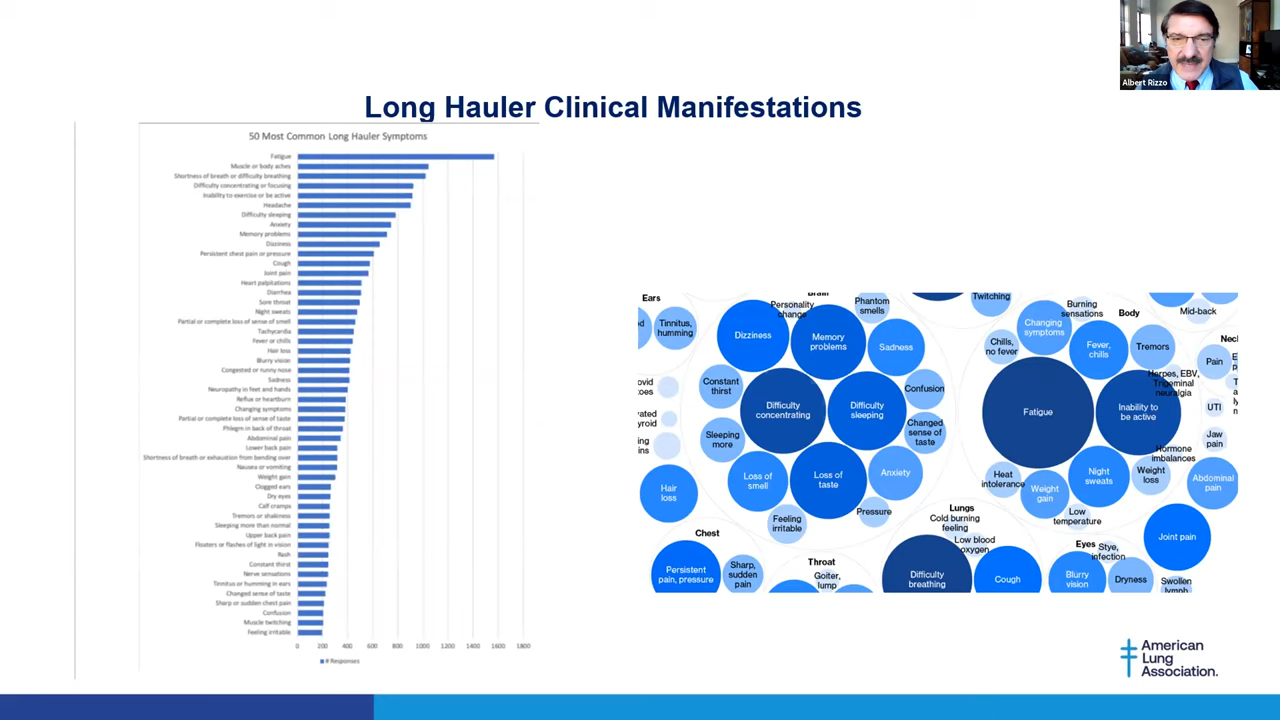 Albert Rizzo
Long Hauler Clinical Manifestations
50 Most Common Long Hauler Symptoms
Fatigue
Muscle or body aches
Shortness of breath or difficulty breathing
Difficulty concentrating or focusing
Inability to exercise or be active
Headache
Difficulty sleeping
Anxiety
Memory problems
Dizziness
Persistent chest pain or pressure
Cough
Joint pain
Heart palpitations
Diarrhea
Sore throat
Night sweats
Partial or complete loss of sense of smell
Tachycardia
Fever or chills
Hair loss
Blurry vision
Congested or runny nose
Sadness
Neuropathy in feet and hands
Reflux or heartburn
Changing symptoms
Partial or complete loss of sense of taste
Phlegm in back of throat
Abdominal pain
Lower back pain
Shortness of breath or exhaustion from bending over
Nausea or vomiting
Weight gain
Clogged ears
Dry eyes
Calf cramps
Tremors or shakiness
Sleeping more than normal
Upper back pain
Floaters or flashes of light in vision
Rash
Constant thirst
Nerve sensations
Tinnitus or humming in ears
Changed sense of taste
Sharp or sudden chest pain
Confusion
Muscle twitching
Feeling irritable
0 200 400 600 800 1000 1200 1400 1600 1800
# Responses
Ears
Tinnitus,
humming
Personality
change
Phantom
smells
Dizziness
Memory
problems
Sadness
Constant
thirst
Difficulty
concentrating
Difficulty
sleeping
Confusion
Changed
sense of
taste
Sleeping
more
Loss of
smell
Loss of
taste
Anxiety
Feeling
irritable
Pressure
Hair
loss
Chest
Persistent
pain, pressure
Sharp,
sudden
pain
Throat
Goiter,
lump
Lungs
Cold burning
feeling
Low blood
oxygen
Difficulty
breathing
Cough
Twitching
Burning
sensations
Body
Mid-back
Changing
symptoms
Chills,
no fever
Fever,
chills
Tremors
Pain
Herpes, EBV,
Trigeminal
neuralgia
Fatigue
Inability to
be active
UTI
Jaw
pain
Hormone
imbalances
Heat
intolerance
Weight
gain
Night
sweats
Weight
loss
Abdominal
pain
Low
temperature
Eyes
Stye,
infection
Joint pain
Blurry
vision
Dryness
Swollen
lymph
American
Lung
Association.